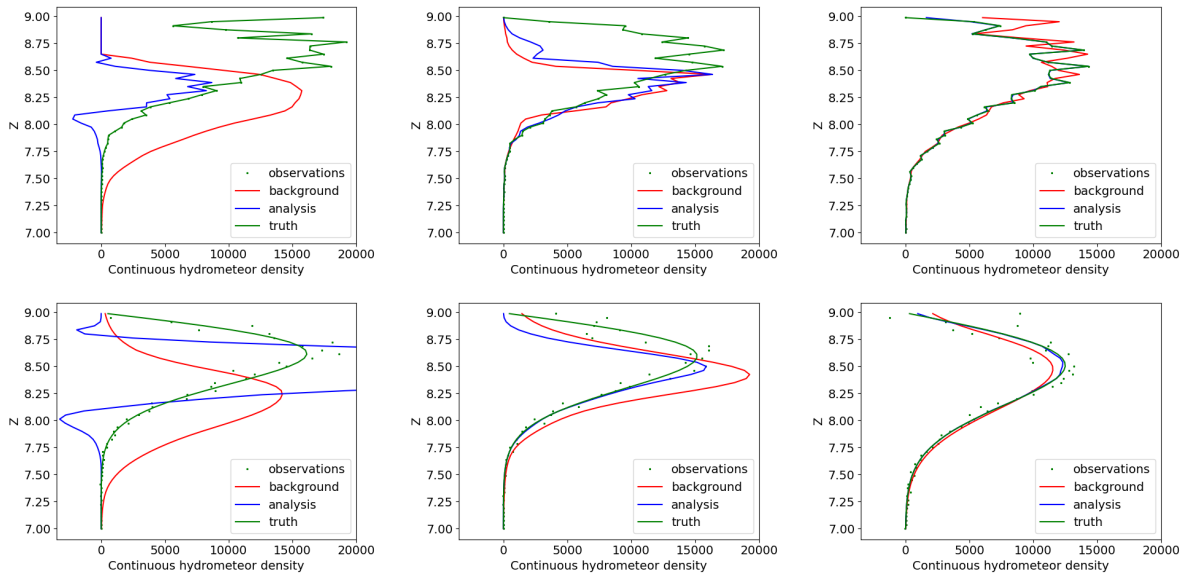 9.00
8.75
8.50
8.25
8.00
7.75
7.50
7.25
7.00
Z
observations
background
analysis
truth
0 5000 10000 15000 20000
Continuous hydrometeor density
9.00
8.75
8.50
8.25
8.00
7.75
7.50
7.25
7.00
Z
observations
background
analysis
truth
0 5000 10000 15000 20000
Continuous hydrometeor density
9.00
8.75
8.50
8.25
8.00
7.75
7.50
7.25
7.00
Z
observations
background
analysis
truth
0 5000 10000 15000 20000
Continuous hydrometeor density
9.00
8.75
8.50
8.25
8.00
7.75
7.50
7.25
7.00
Z
observations
background
analysis
truth
0 5000 10000 15000 20000
Continuous hydrometeor density
9.00
8.75
8.50
8.25
8.00
7.75
7.50
7.25
7.00
Z
observations
background
analysis
truth
0 5000 10000 15000 20000
Continuous hydrometeor density
9.00
8.75
8.50
8.25
8.00
7.75
7.50
7.25
7.00
Z
observations
background
analysis
truth
0 5000 10000 15000 20000
Continuous hydrometeor density